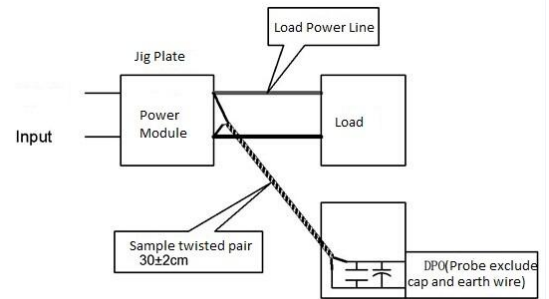 Load Power Line
Jig Plate
Power
Module
Load
Input
Sample twisted pair
30±2cm
DPO(Probe exclude
cap and earth wire)